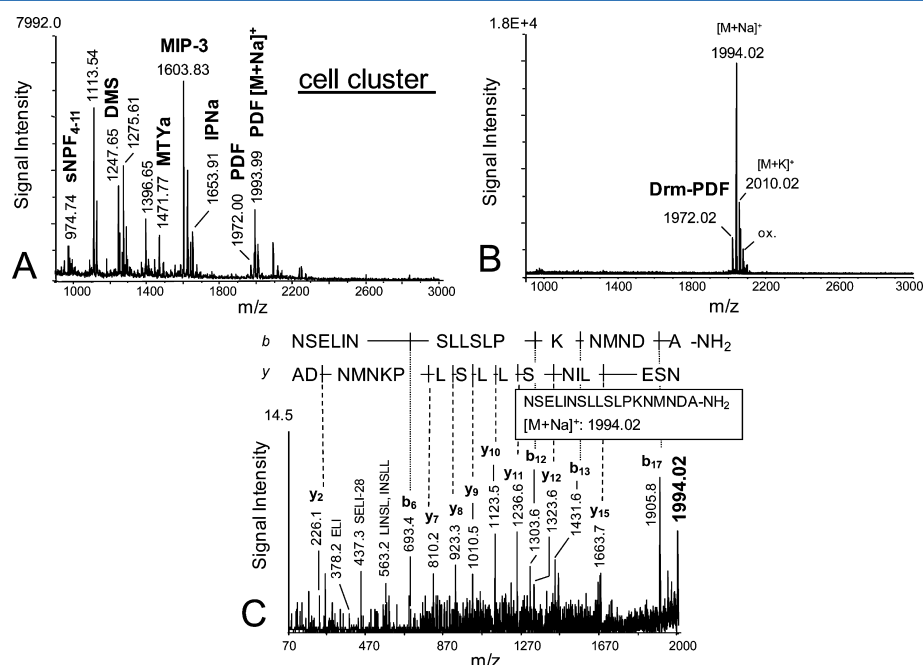 7992.0
Signal Intensity
974.74 sNPF4-11
1113.54
1247.65 DMS
1275.61
1396.65
1471.77 MTYa
MIP-3
1603.83
1653.91 IPNa
1972.00 PDF
1993.99 PDF [M+Na]+
cell cluster
A
1000 1400 1800 2200 2600 3000
m/z
1.8E+4
Signal Intensity
[M+Na]+
1994.02
Drm-PDF
1972.02
[M+K]+
2010.02
ox.
B
1000 1400 1800 2200 2600 3000
m/z
b NSELIN SLLSLP K NMND A -NH2
y AD NMNKP L S L L S NIL ESN
NSELINSLLSLPKNMNDA-NH2
[M+Na]+: 1994.02
14.5
Signal Intensity
y2
226.1
378.2 ELI
437.3 SELI-28
563.2 LINSL, INSLL
b6
693.4
y7
810.2
y8
923.3
y9
1010.5
y10
1123.5
y11
1236.6
b12
1303.6
y12
1323.6
b13
1431.6
y15
1663.7
b17
1905.8
1994.02
C
70 470 870 1270 1670 2000
m/z